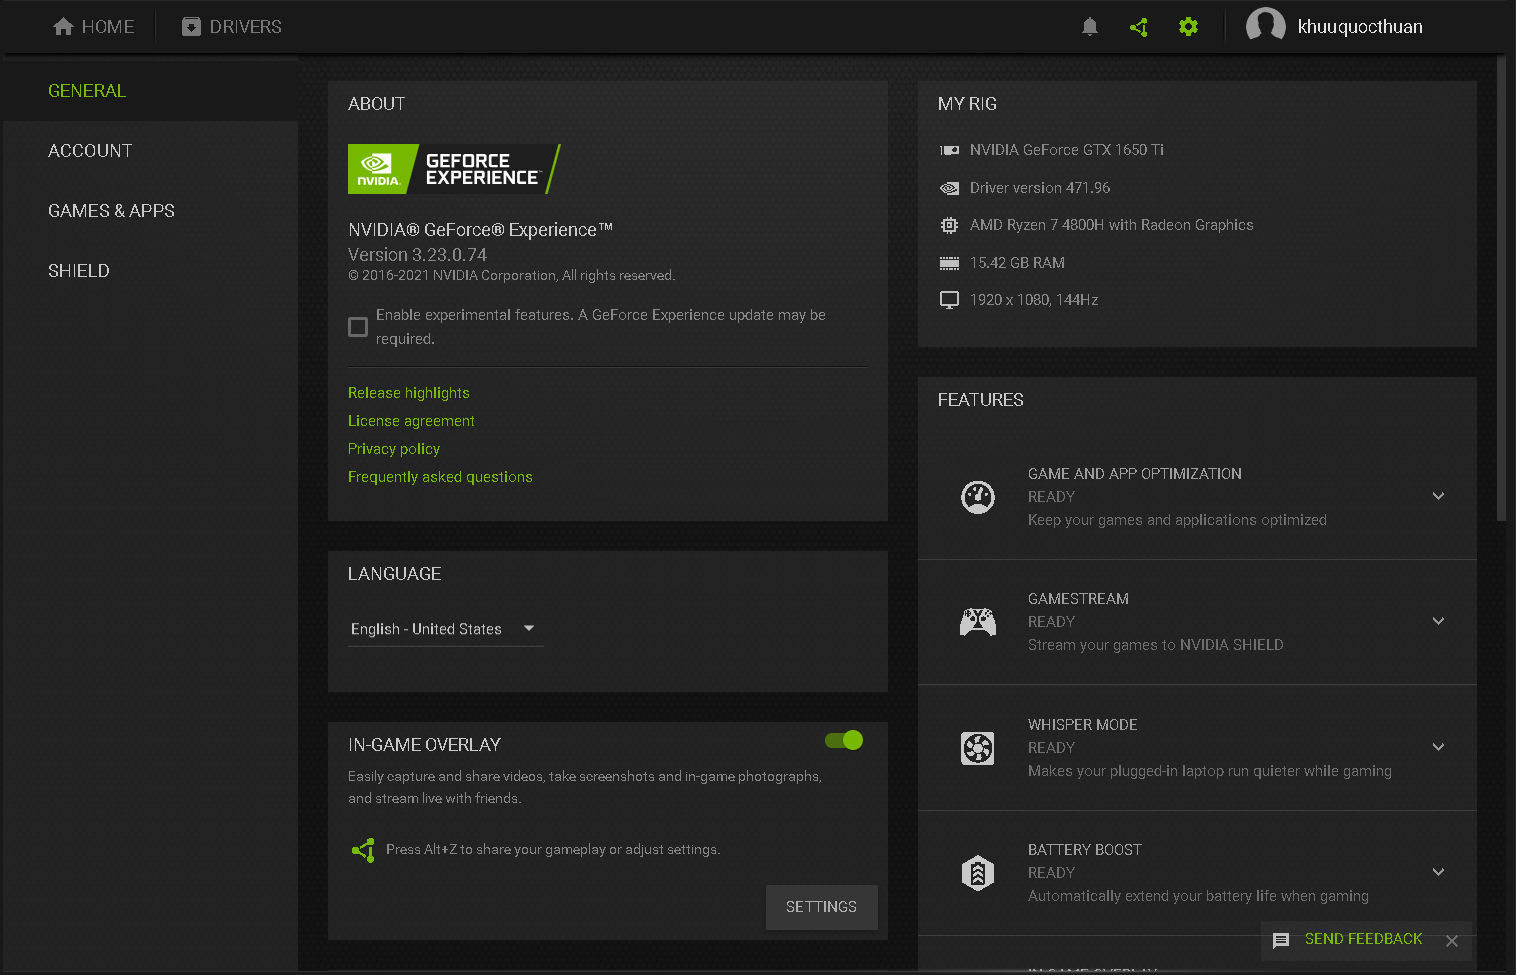 HOME
DRIVERS
khuuquocthuan
GENERAL
ACCOUNT
GAMES & APPS
SHIELD
ABOUT
NVIDIA.
GEFORCE
EXPERIENCE
NVIDIA® GeForce® Experience™
Version 3.23.0.74
© 2016-2021 NVIDIA Corporation, All rights reserved.
Enable experimental features. A GeForce Experience update may be
required.
Release highlights
License agreement
Privacy policy
Frequently asked questions
LANGUAGE
English - United States
IN-GAME OVERLAY
Easily capture and share videos, take screenshots and in-game photographs,
and stream live with friends.
Press Alt+Z to share your gameplay or adjust settings.
SETTINGS
MY RIG
NVIDIA GeForce GTX 1650 Ti
Driver version 471.96
AMD Ryzen 7 4800H with Radeon Graphics
15.42 GB RAM
1920 x 1080, 144Hz
FEATURES
GAME AND APP OPTIMIZATION
READY
Keep your games and applications optimized
GAMESTREAM
READY
Stream your games to NVIDIA SHIELD
WHISPER MODE
READY
Makes your plugged-in laptop run quieter while gaming
BATTERY BOOST
READY
Automatically extend your battery life when gaming
SEND FEEDBACK
IN-GAME OVERLAY